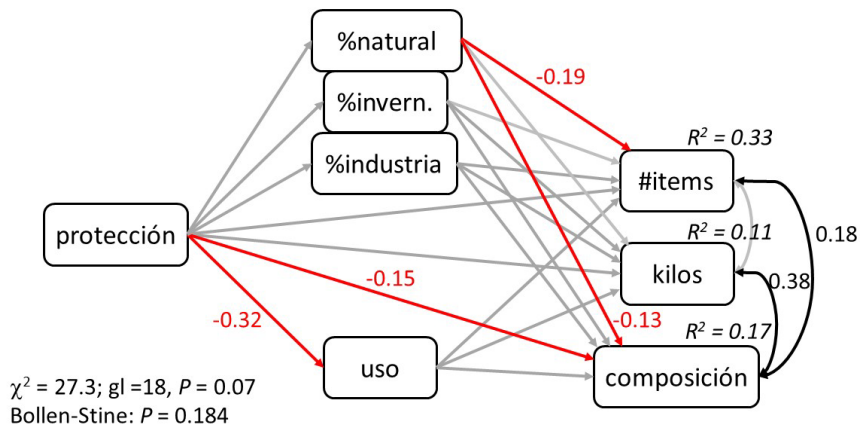 %natural
-0.19
%invern.
R² = 0.33
%industria
#items
protección
R² = 0.11
0.18
-0.15
kilos
0.38
-0.32
-0.13
R² = 0.17
uso
composición
χ² = 27.3; gl =18, P = 0.07
Bollen-Stine: P = 0.184